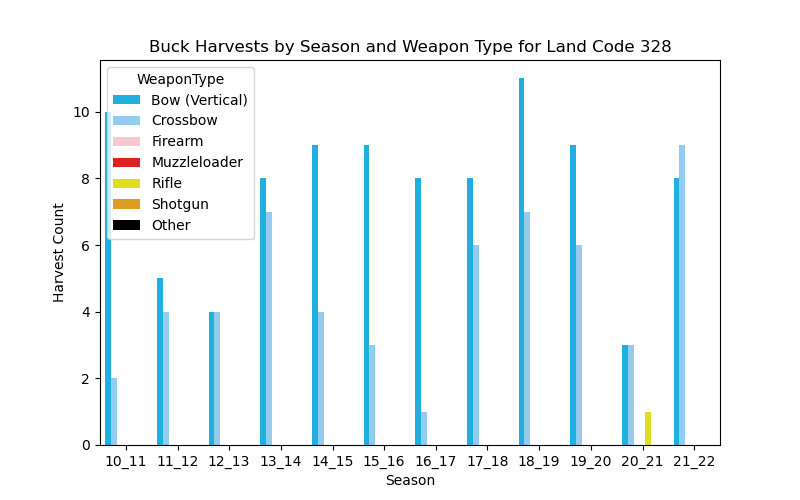 Buck Harvests by Season and Weapon Type for Land Code 328
WeaponType
Bow (Vertical)
Crossbow
Firearm
Muzzleloader
Rifle
Shotgun
Other
Harvest Count
10
8
6
4
2
0
10_11 11_12 12_13 13_14 14_15 15_16 16_17 17_18 18_19 19_20 20_21 21_22
Season